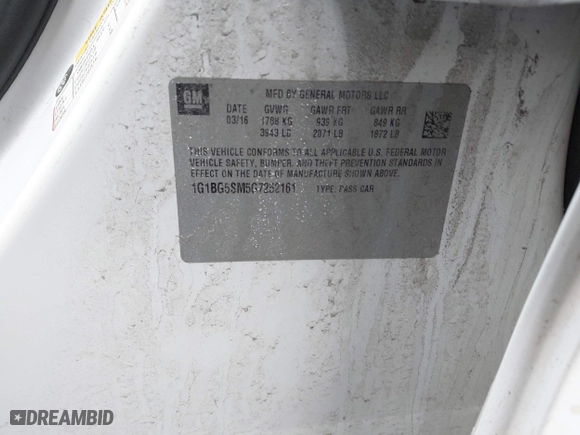 GM
MFD BY GENERAL MOTORS LLC
DATE GVWR GAWR FRT GAWR RR
03/16 1788 KG 939 KG 849 KG
3943 LB 2071 LB 1872 LB
THIS VEHICLE CONFORMS TO ALL APPLICABLE U.S. FEDERAL MOTOR
VEHICLE SAFETY, BUMPER, AND THEFT PREVENTION STANDARDS IN
EFFECT ON THE DATE OF MANUFACTURE SHOWN ABOVE.
1G1BG5SM5G7252161 TYPE: PASS CAR
DREAMBID